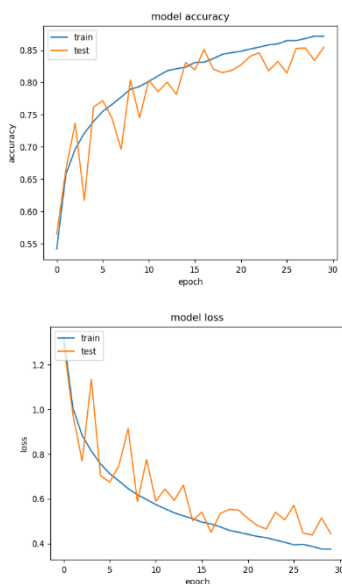 model accuracy
train
test
0.85
0.80
0.75
0.70
0.65
0.60
0.55
accuracy
0
5
10
15
20
25
30
epoch
model loss
train
test
1.2
1.0
0.8
0.6
0.4
loss
0
5
10
15
20
25
30
epoch